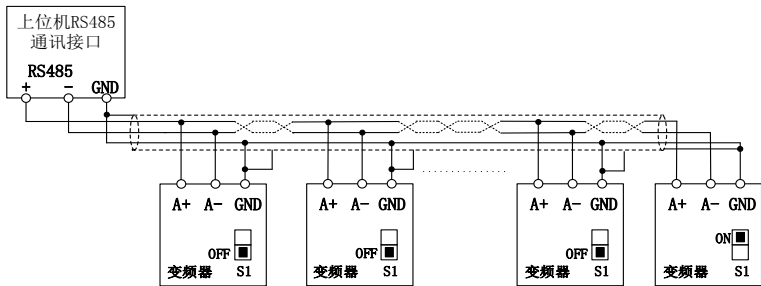 上位机RS485
通讯接口
RS485
+ - GND
A+ A- GND
A+ A- GND
A+ A- GND
A+ A- GND
OFF
OFF
OFF
ON
变频器 S1
变频器 S1
变频器 S1
变频器 S1